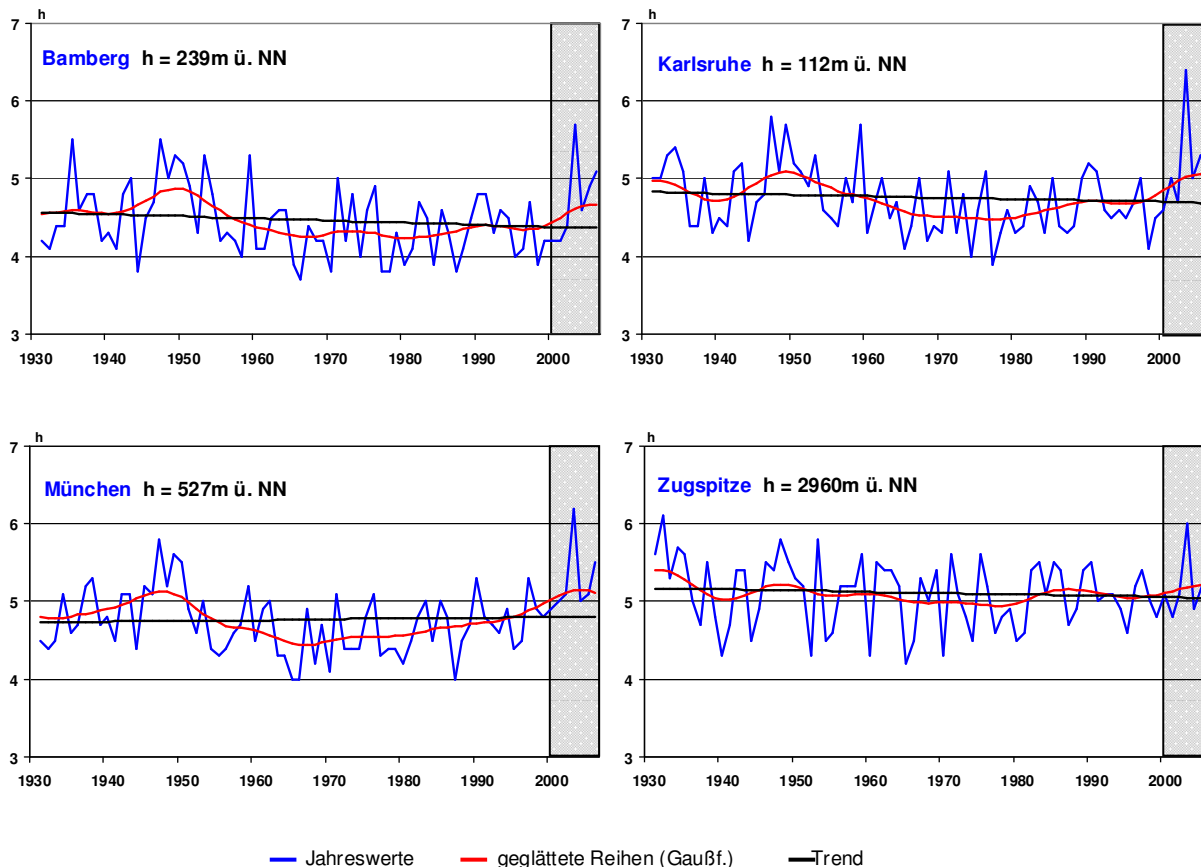 h
7
Bamberg h = 239m ü. NN
6
5
4
3
1930 1940 1950 1960 1970 1980 1990 2000
h
7
Karlsruhe h = 112m ü. NN
6
5
4
3
1930 1940 1950 1960 1970 1980 1990 2000
h
7
München h = 527m ü. NN
6
5
4
3
1930 1940 1950 1960 1970 1980 1990 2000
h
7
Zugspitze h = 2960m ü. NN
6
5
4
3
1930 1940 1950 1960 1970 1980 1990 2000
Jahreswerte geglättete Reihen (Gaußf.) Trend